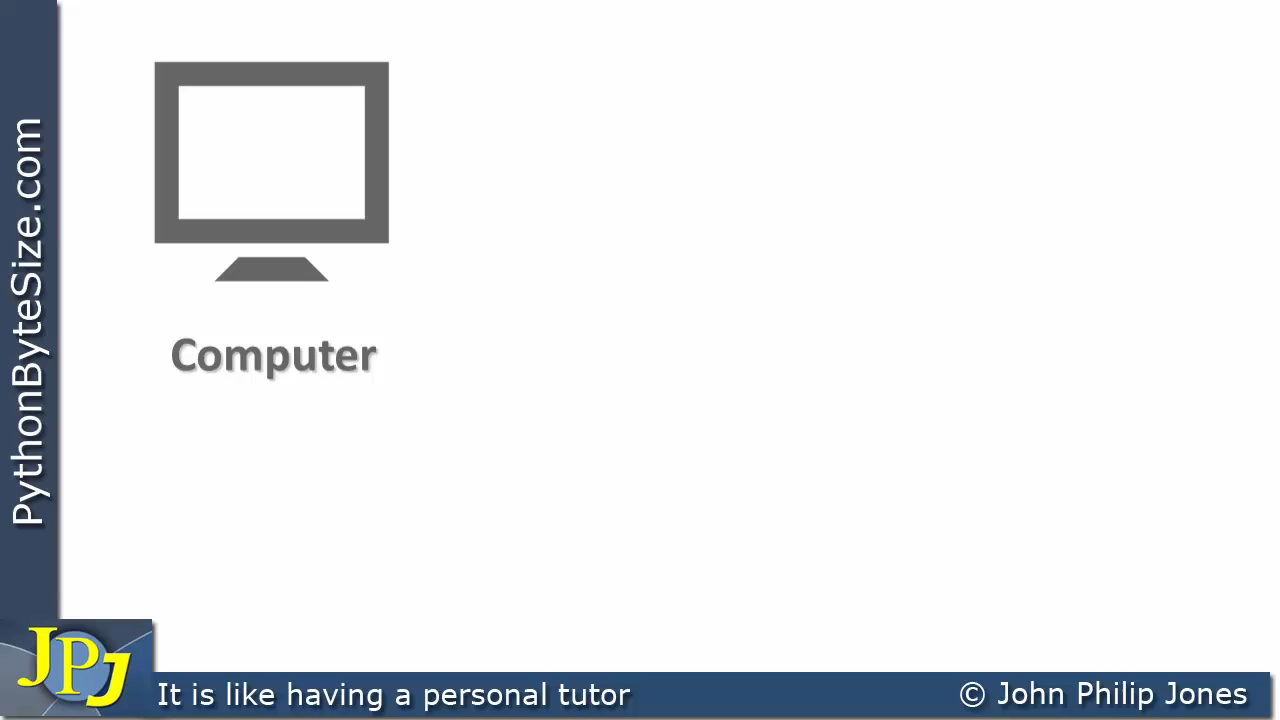 PythonByteSize.com
Computer
JPJ
It is like having a personal tutor
© John Philip Jones